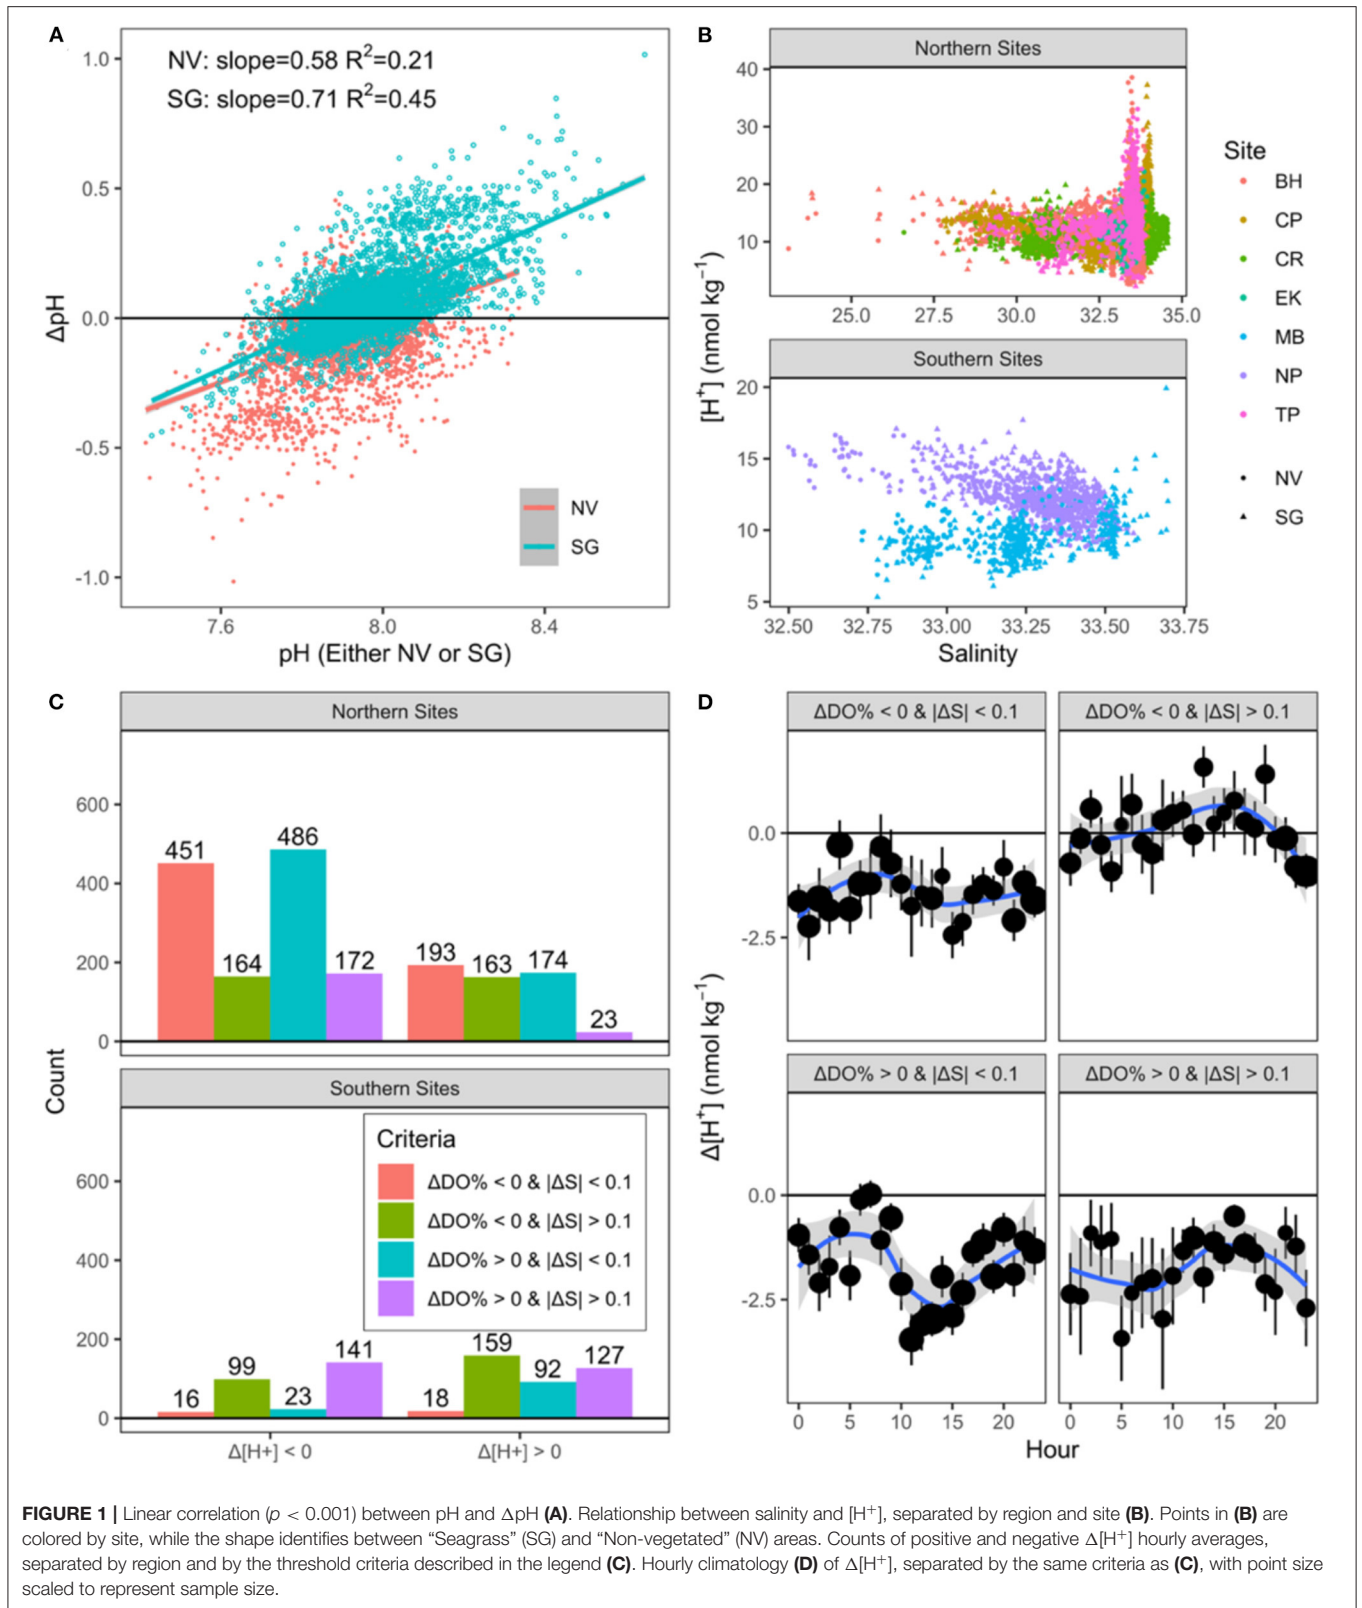 A
NV: slope=0.58 R²=0.21
SG: slope=0.71 R²=0.45
1.0
0.5
0.0
-0.5
-1.0
ΔpH
NV
SG
7.6 8.0 8.4
pH (Either NV or SG)
B
Northern Sites
40
30
20
10
25.0 27.5 30.0 32.5 35.0
[H⁺] (nmol kg⁻¹)
Southern Sites
20
15
10
5
32.50 32.75 33.00 33.25 33.50 33.75
Salinity
Site
BH
CP
CR
EK
MB
NP
TP
NV
SG
C
Northern Sites
600
400
200
0
451 164 486 172 193 163 174 23
Count
Southern Sites
600
400
200
0
Criteria
ΔDO% < 0 & |ΔS| < 0.1
ΔDO% < 0 & |ΔS| > 0.1
ΔDO% > 0 & |ΔS| < 0.1
ΔDO% > 0 & |ΔS| > 0.1
16 99 23 141 18 159 92 127
Δ[H+] < 0 Δ[H+] > 0
D
ΔDO% < 0 & |ΔS| < 0.1 ΔDO% < 0 & |ΔS| > 0.1
0.0
-2.5
Δ[H⁺] (nmol kg⁻¹)
ΔDO% > 0 & |ΔS| < 0.1 ΔDO% > 0 & |ΔS| > 0.1
0.0
-2.5
0 5 10 15 20 0 5 10 15 20
Hour
FIGURE 1 | Linear correlation (p < 0.001) between pH and ΔpH (A). Relationship between salinity and [H⁺], separated by region and site (B). Points in (B) are
colored by site, while the shape identifies between “Seagrass” (SG) and “Non-vegetated” (NV) areas. Counts of positive and negative Δ[H⁺] hourly averages,
separated by region and by the threshold criteria described in the legend (C). Hourly climatology (D) of Δ[H⁺], separated by the same criteria as (C), with point size
scaled to represent sample size.